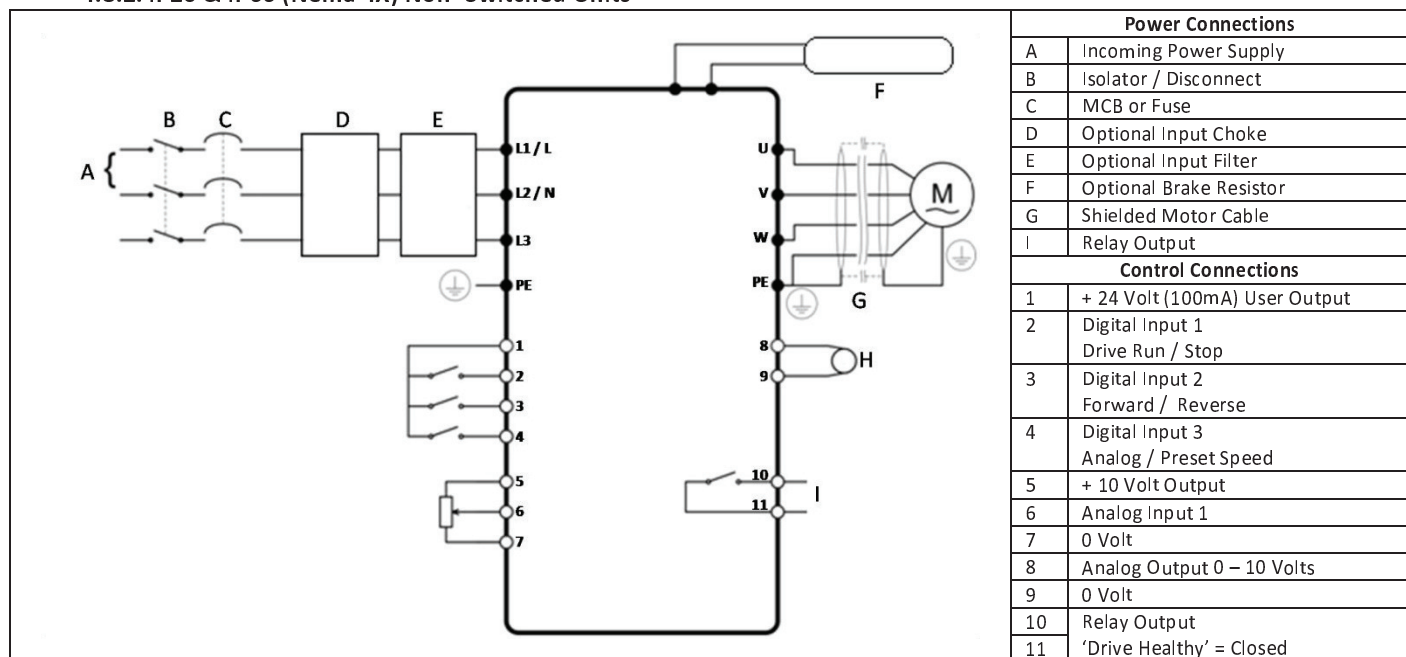 Power Connections
A Incoming Power Supply
B Isolator / Disconnect
C MCB or Fuse
D Optional Input Choke
E Optional Input Filter
F Optional Brake Resistor
G Shielded Motor Cable
I Relay Output
Control Connections
1 + 24 Volt (100mA) User Output
2 Digital Input 1
Drive Run / Stop
3 Digital Input 2
Forward / Reverse
4 Digital Input 3
Analog / Preset Speed
5 + 10 Volt Output
6 Analog Input 1
7 0 Volt
8 Analog Output 0 – 10 Volts
9 0 Volt
10 Relay Output
11 ‘Drive Healthy’ = Closed
F
B C D E
A {
L1 / L
L2 / N
L3
PE
U
V
W
PE
M
G
1
2
3
4
5
6
7
8
9
H
10
11
I